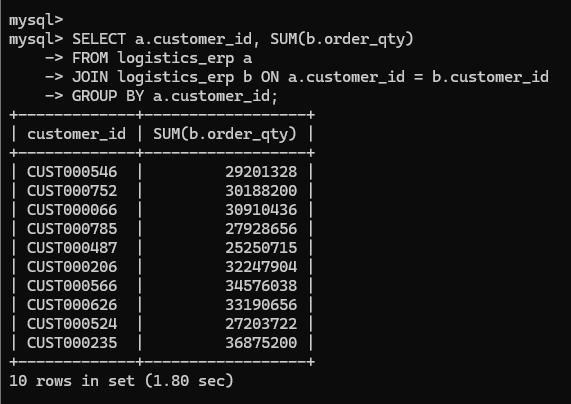 mysql>
mysql> SELECT a.customer_id, SUM(b.order_qty)
    -> FROM logistics_erp a
    -> JOIN logistics_erp b ON a.customer_id = b.customer_id
    -> GROUP BY a.customer_id;
+-------------+------------------+
| customer_id | SUM(b.order_qty) |
+-------------+------------------+
| CUST000546  |         29201328 |
| CUST000752  |         30188200 |
| CUST000066  |         30910436 |
| CUST000785  |         27928656 |
| CUST000487  |         25250715 |
| CUST000206  |         32247904 |
| CUST000566  |         34576038 |
| CUST000626  |         33190656 |
| CUST000524  |         27203722 |
| CUST000235  |         36875200 |
+-------------+------------------+
10 rows in set (1.80 sec)